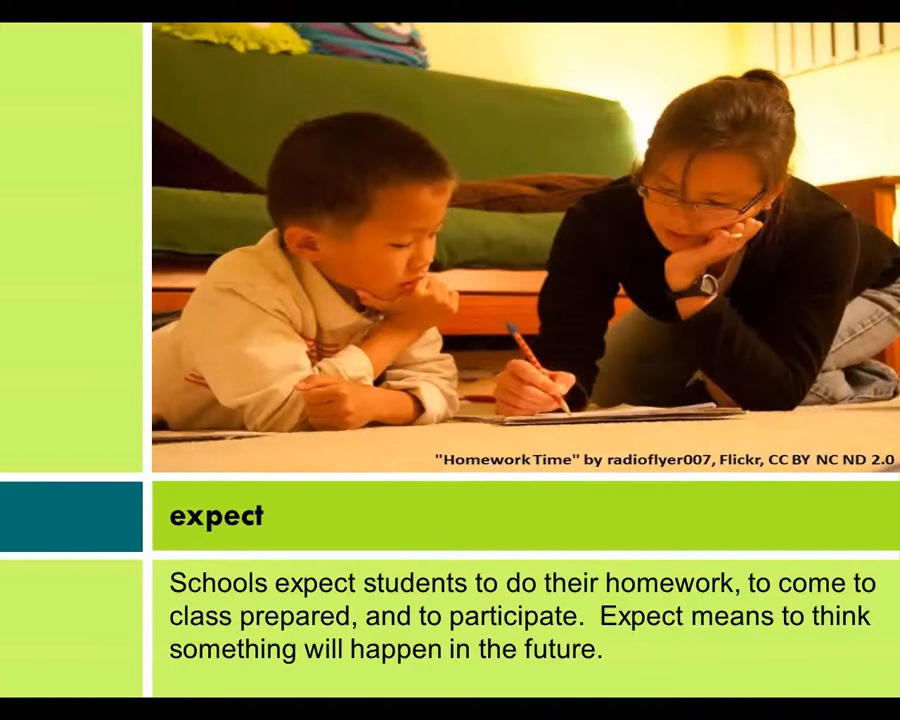 "Homework Time" by radioflyer007, Flickr, CC BY NC ND 2.0
expect
Schools expect students to do their homework, to come to
class prepared, and to participate.  Expect means to think
something will happen in the future.